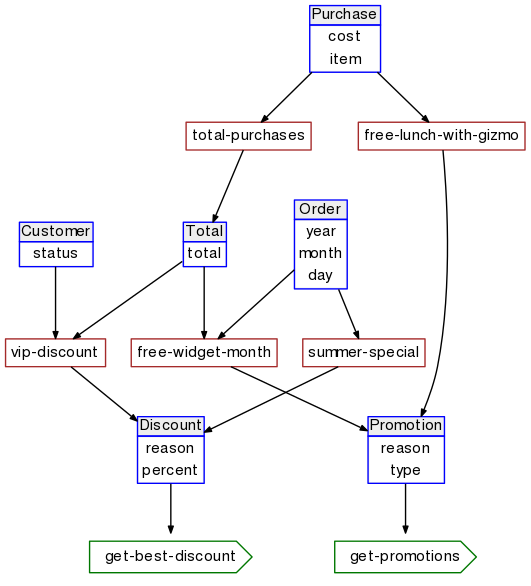 Purchase
cost
item
total-purchases
free-lunch-with-gizmo
Customer
status
Total
total
Order
year
month
day
vip-discount
free-widget-month
summer-special
Discount
reason
percent
Promotion
reason
type
get-best-discount
get-promotions